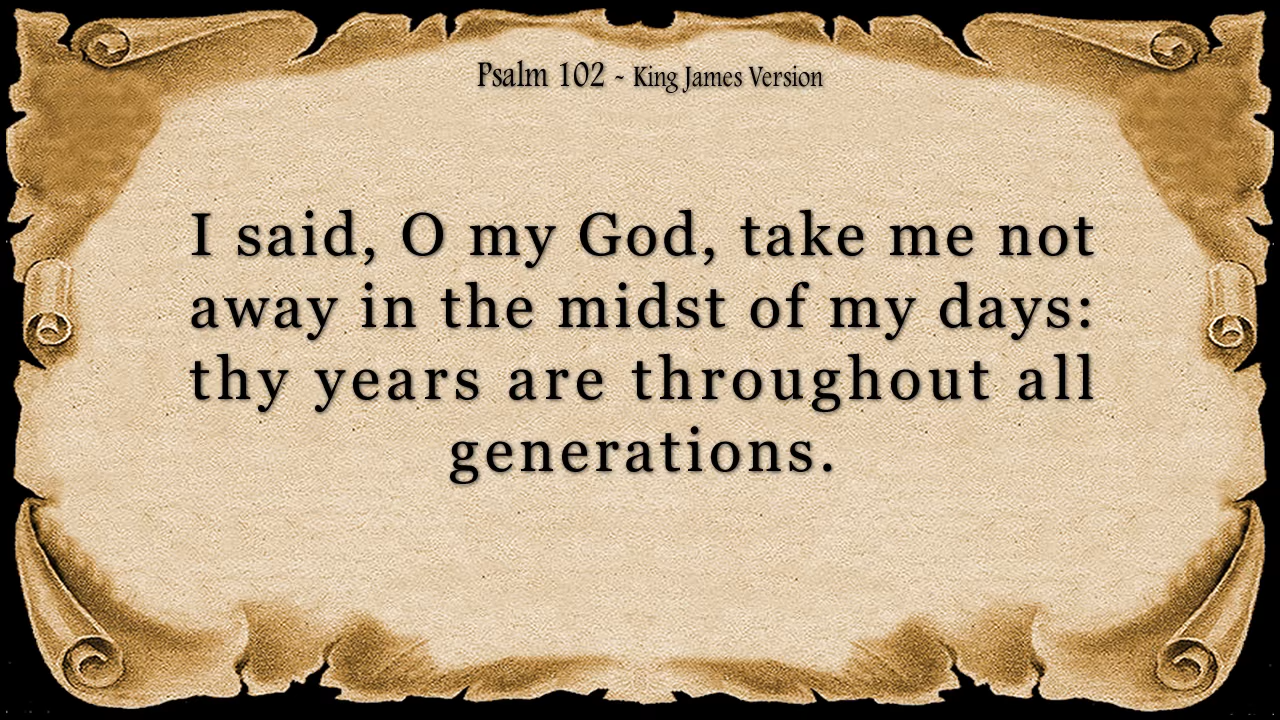 Psalm 102 - King James Version
I said, O my God, take me not
away in the midst of my days:
thy years are throughout all
generations.